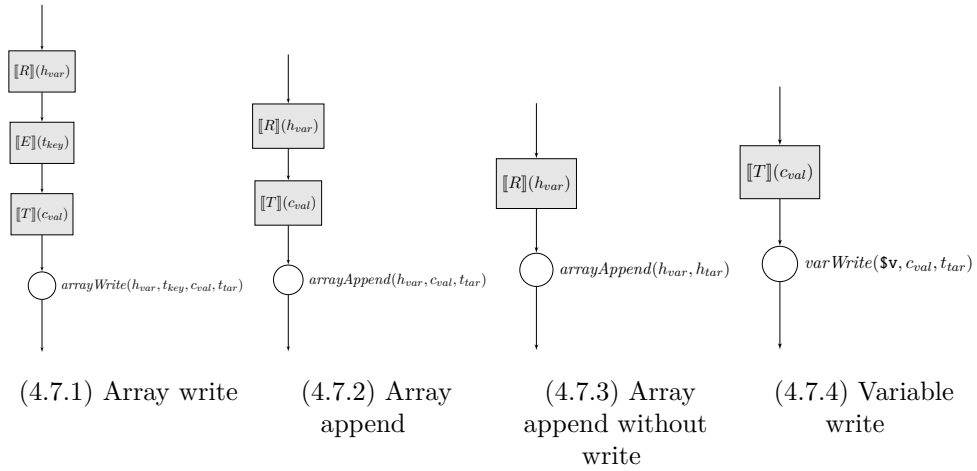 ⟦R⟧(h_var)
⟦E⟧(t_key)
⟦T⟧(c_val)
arrayWrite(h_var, t_key, c_val, t_tar)
(4.7.1) Array write
⟦R⟧(h_var)
⟦T⟧(c_val)
arrayAppend(h_var, c_val, t_tar)
(4.7.2) Array
append
⟦R⟧(h_var)
arrayAppend(h_var, h_tar)
(4.7.3) Array
append without
write
⟦T⟧(c_val)
varWrite($v, c_val, t_tar)
(4.7.4) Variable
write